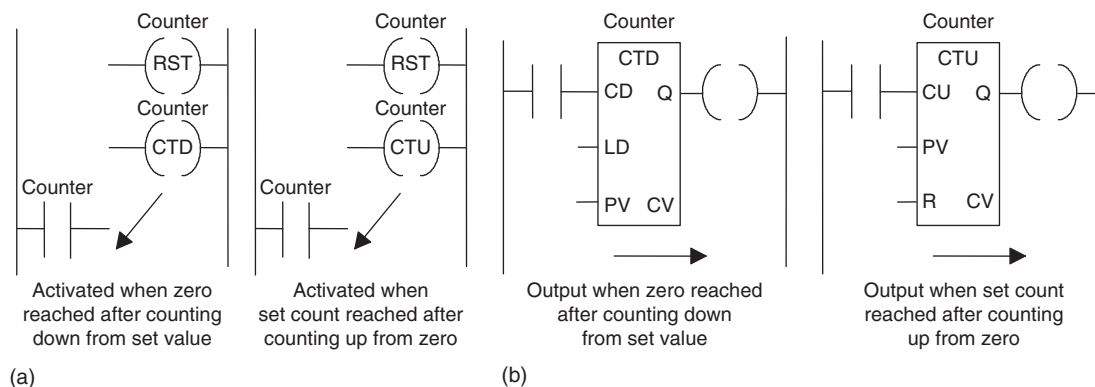 Counter
RST
Counter
CTD
Counter
Activated when zero
reached after counting
down from set value
Counter
RST
Counter
CTU
Counter
Activated when
set count reached after
counting up from zero
(a)
Counter
CTD
CD Q
LD
PV CV
Output when zero reached
after counting down
from set value
Counter
CTU
CU Q
PV
R CV
Output when set count
reached after counting
up from zero
(b)